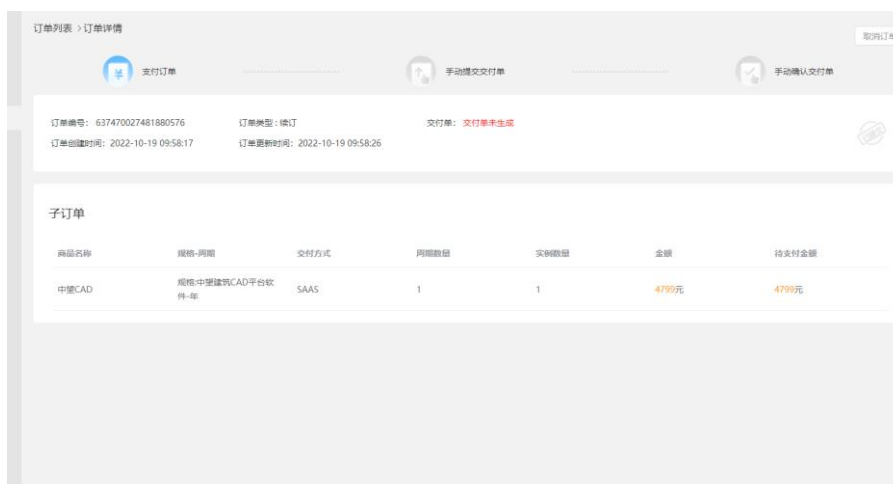 订单列表 >订单详情
取消订单
支付订单
手动提交交付单
手动确认交付单
订单编号: 637470027481880576
订单类型:续订
交付单: 交付单未生成
订单创建时间: 2022-10-19 09:58:17
订单更新时间: 2022-10-19 09:58:26
子订单
商品名称 规格-周期 交付方式 周期数量 实例数量 金额 待支付金额
中望CAD 规格:中望建筑CAD平台软 SAAS 1 1 4799元 4799元
件-年